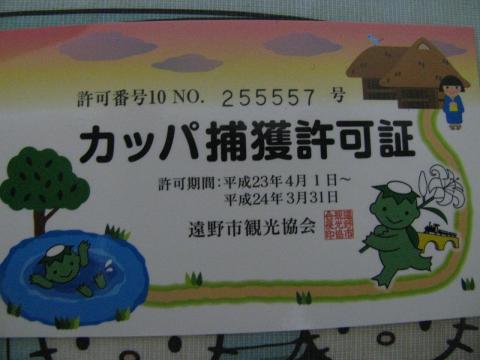 許可番号10 NO. 255557 号
カッパ捕獲許可証
許可期間:平成23年4月1日～
平成24年3月31日
遠野市観光協会